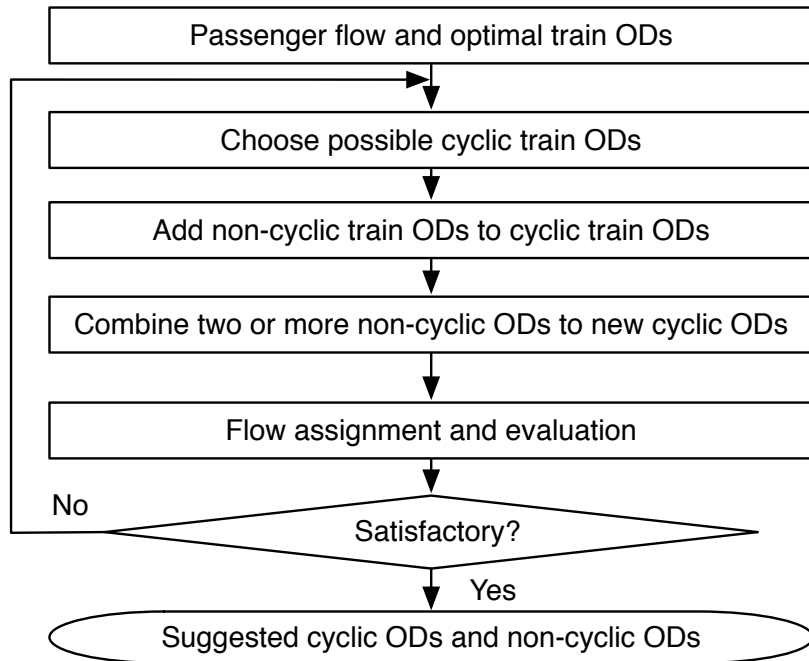 Passenger flow and optimal train ODs
Choose possible cyclic train ODs
Add non-cyclic train ODs to cyclic train ODs
Combine two or more non-cyclic ODs to new cyclic ODs
Flow assignment and evaluation
No
Satisfactory?
Yes
Suggested cyclic ODs and non-cyclic ODs